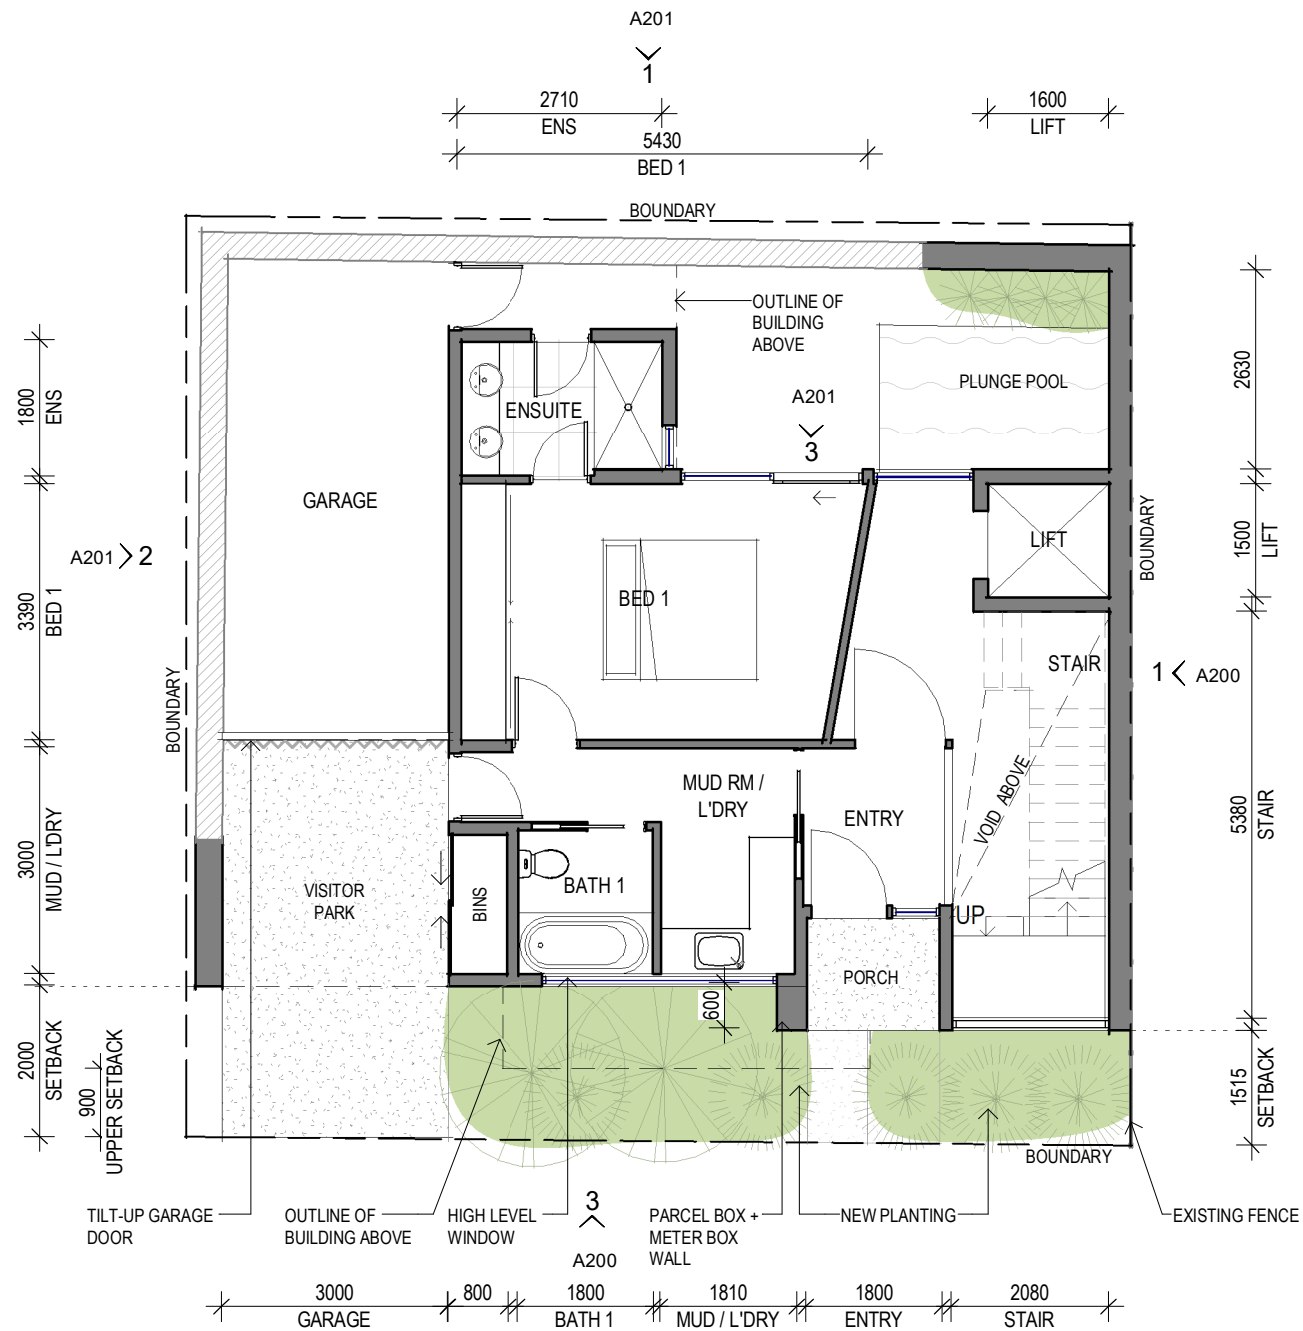 A201
1
2710
ENS
1600
LIFT
5430
BED 1
BOUNDARY
OUTLINE OF
BUILDING
ABOVE
PLUNGE POOL
2630
1800
ENS
ENSUITE
A201
3
GARAGE
LIFT
BOUNDARY
1500
LIFT
A201
2
3390
BED 1
BED 1
STAIR
1
A200
BOUNDARY
MUD RM /
L'DRY
ENTRY
VOID ABOVE
5380
STAIR
3000
MUD / LDRY
VISITOR
PARK
BINS
BATH 1
UP
PORCH
600
2000
SETBACK
900
UPPER SETBACK
1515
SETBACK
BOUNDARY
TILT-UP GARAGE
DOOR
OUTLINE OF
BUILDING ABOVE
HIGH LEVEL
WINDOW
3
A200
PARCEL BOX +
METER BOX
WALL
NEW PLANTING
EXISTING FENCE
3000
GARAGE
800
1800
BATH 1
1810
MUD / L'DRY
1800
ENTRY
2080
STAIR